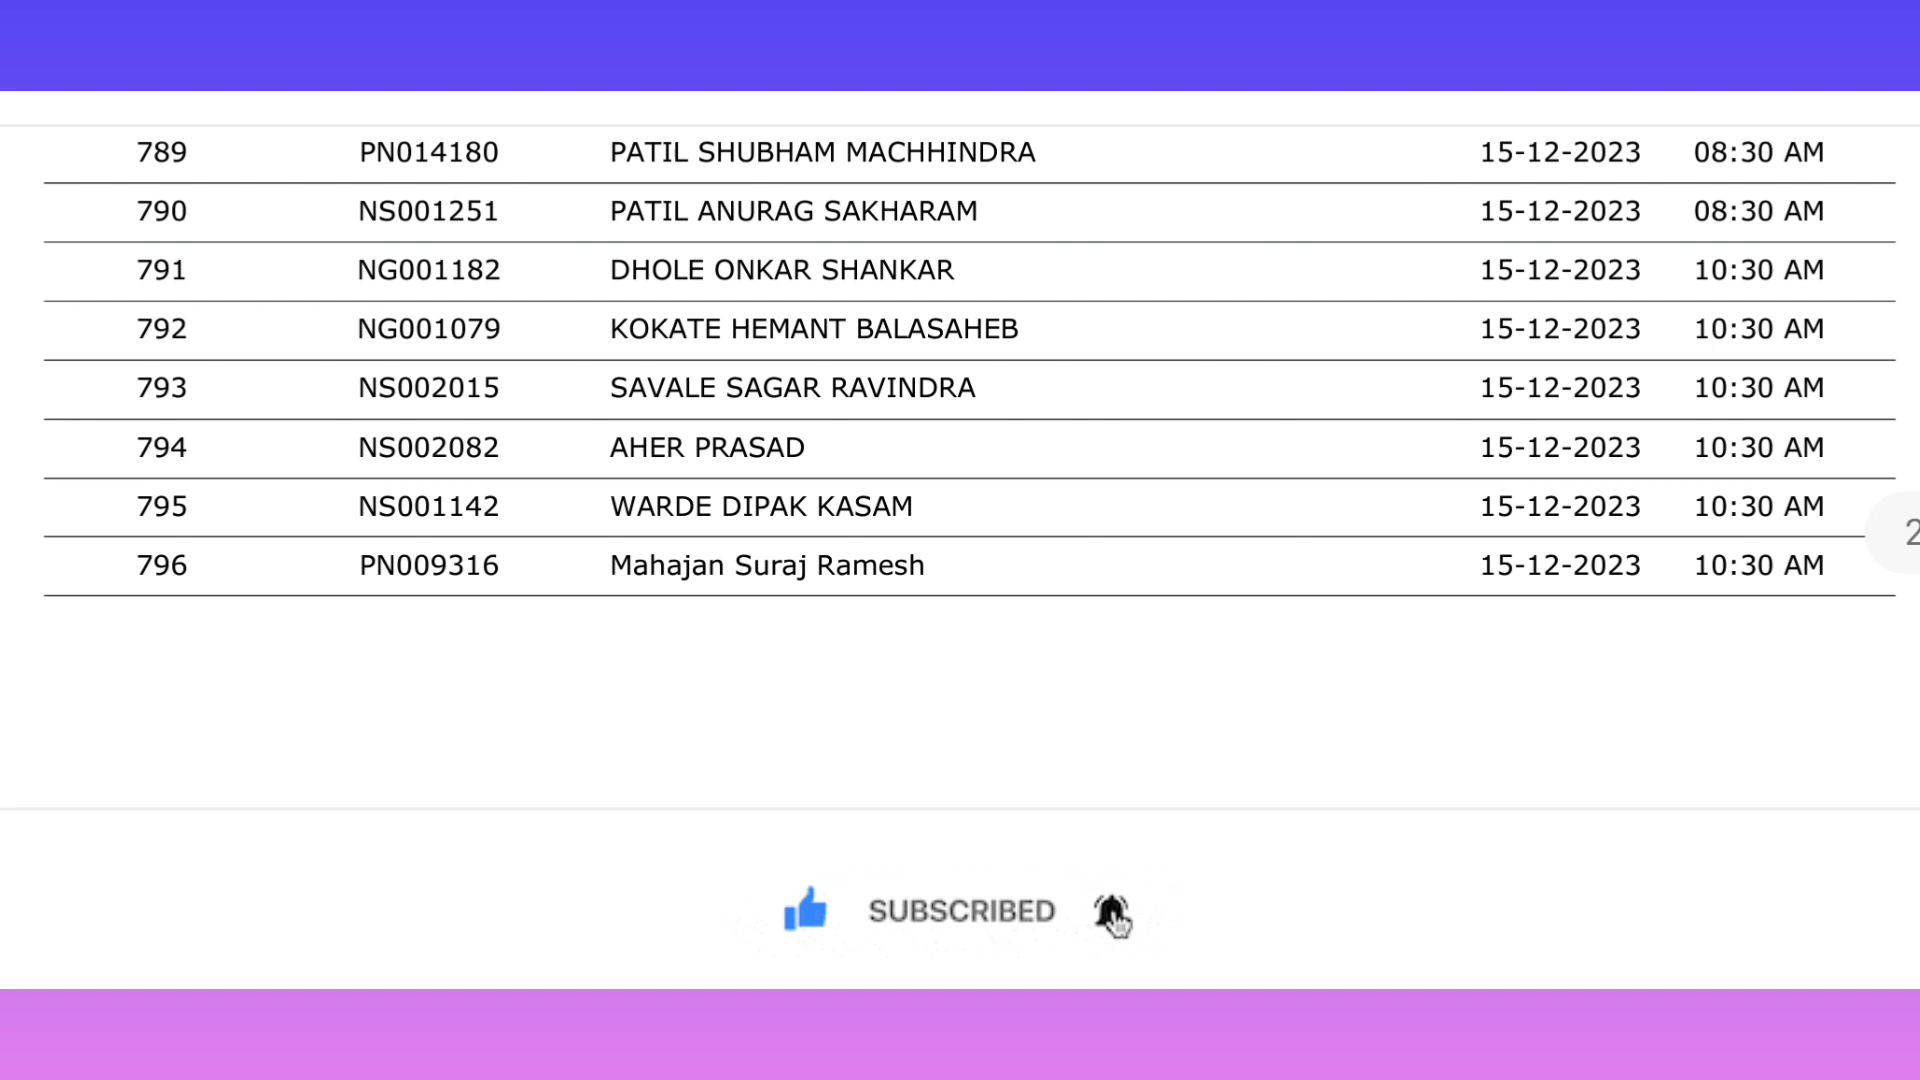 789 PN014180 PATIL SHUBHAM MACHHINDRA 15-12-2023 08:30 AM
790 NS001251 PATIL ANURAG SAKHARAM 15-12-2023 08:30 AM
791 NG001182 DHOLE ONKAR SHANKAR 15-12-2023 10:30 AM
792 NG001079 KOKATE HEMANT BALASAHEB 15-12-2023 10:30 AM
793 NS002015 SAVALE SAGAR RAVINDRA 15-12-2023 10:30 AM
794 NS002082 AHER PRASAD 15-12-2023 10:30 AM
795 NS001142 WARDE DIPAK KASAM 15-12-2023 10:30 AM
2
796 PN009316 Mahajan Suraj Ramesh 15-12-2023 10:30 AM
SUBSCRIBED